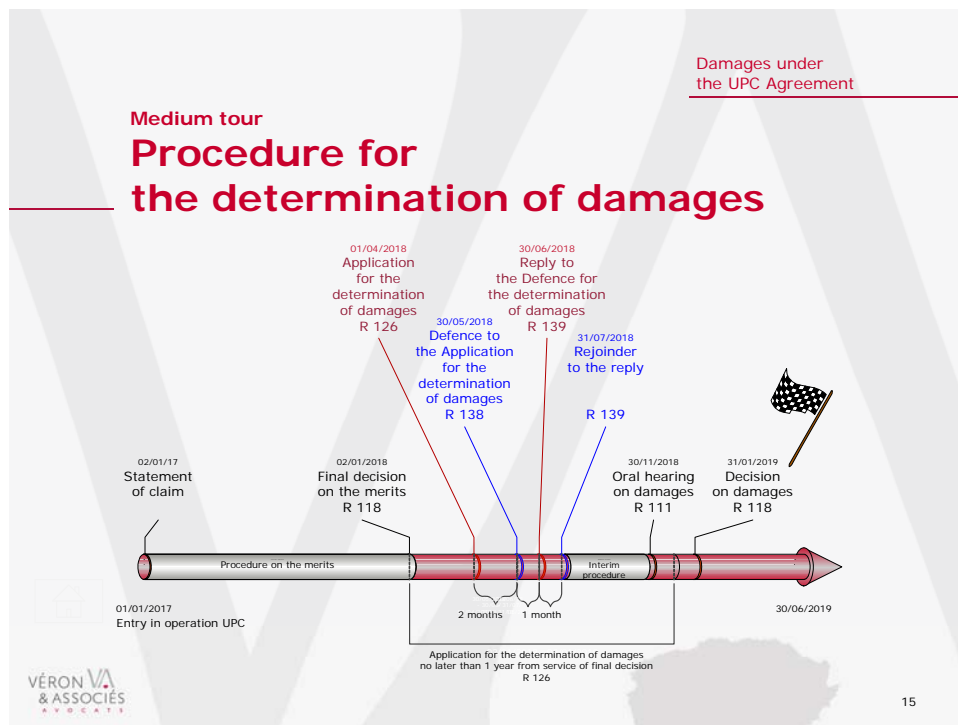 Damages under
the UPC Agreement
Medium tour
Procedure for
the determination of damages
01/04/2018
Application
for the
determination
of damages
R 126
30/05/2018
Defence to
the Application
for the
determination
of damages
R 138
30/06/2018
Reply to
the Defence for
the determination
of damages
R 139
31/07/2018
Rejoinder
to the reply
R 139
02/01/17
Statement
of claim
02/01/2018
Final decision
on the merits
R 118
30/11/2018
Oral hearing
on damages
R 111
31/01/2019
Decision
on damages
R 118
Procedure on the merits
Interim
procedure
01/01/2017
Entry in operation UPC
2 months
1 month
30/06/2019
Application for the determination of damages
no later than 1 year from service of final decision
R 126
VÉRON VA
& ASSOCIÉS
AVOCATS
15